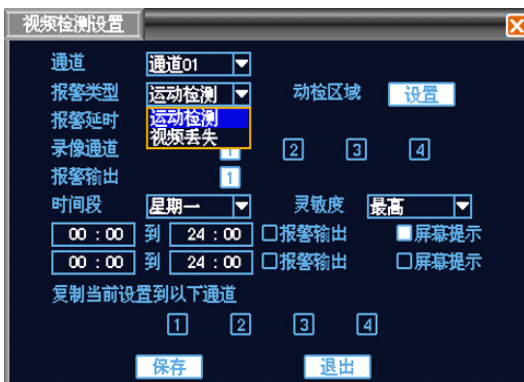 视频检测设置
通道 通道01
报警类型 运动检测 动检区域 设置
报警延时 运动检测
视频丢失
录像通道 1 2 3 4
报警输出 1
时间段 星期一 灵敏度 最高
00 : 00 到 24 : 00 报警输出 屏幕提示
00 : 00 到 24 : 00 报警输出 屏幕提示
复制当前设置到以下通道
1 2 3 4
保存 退出